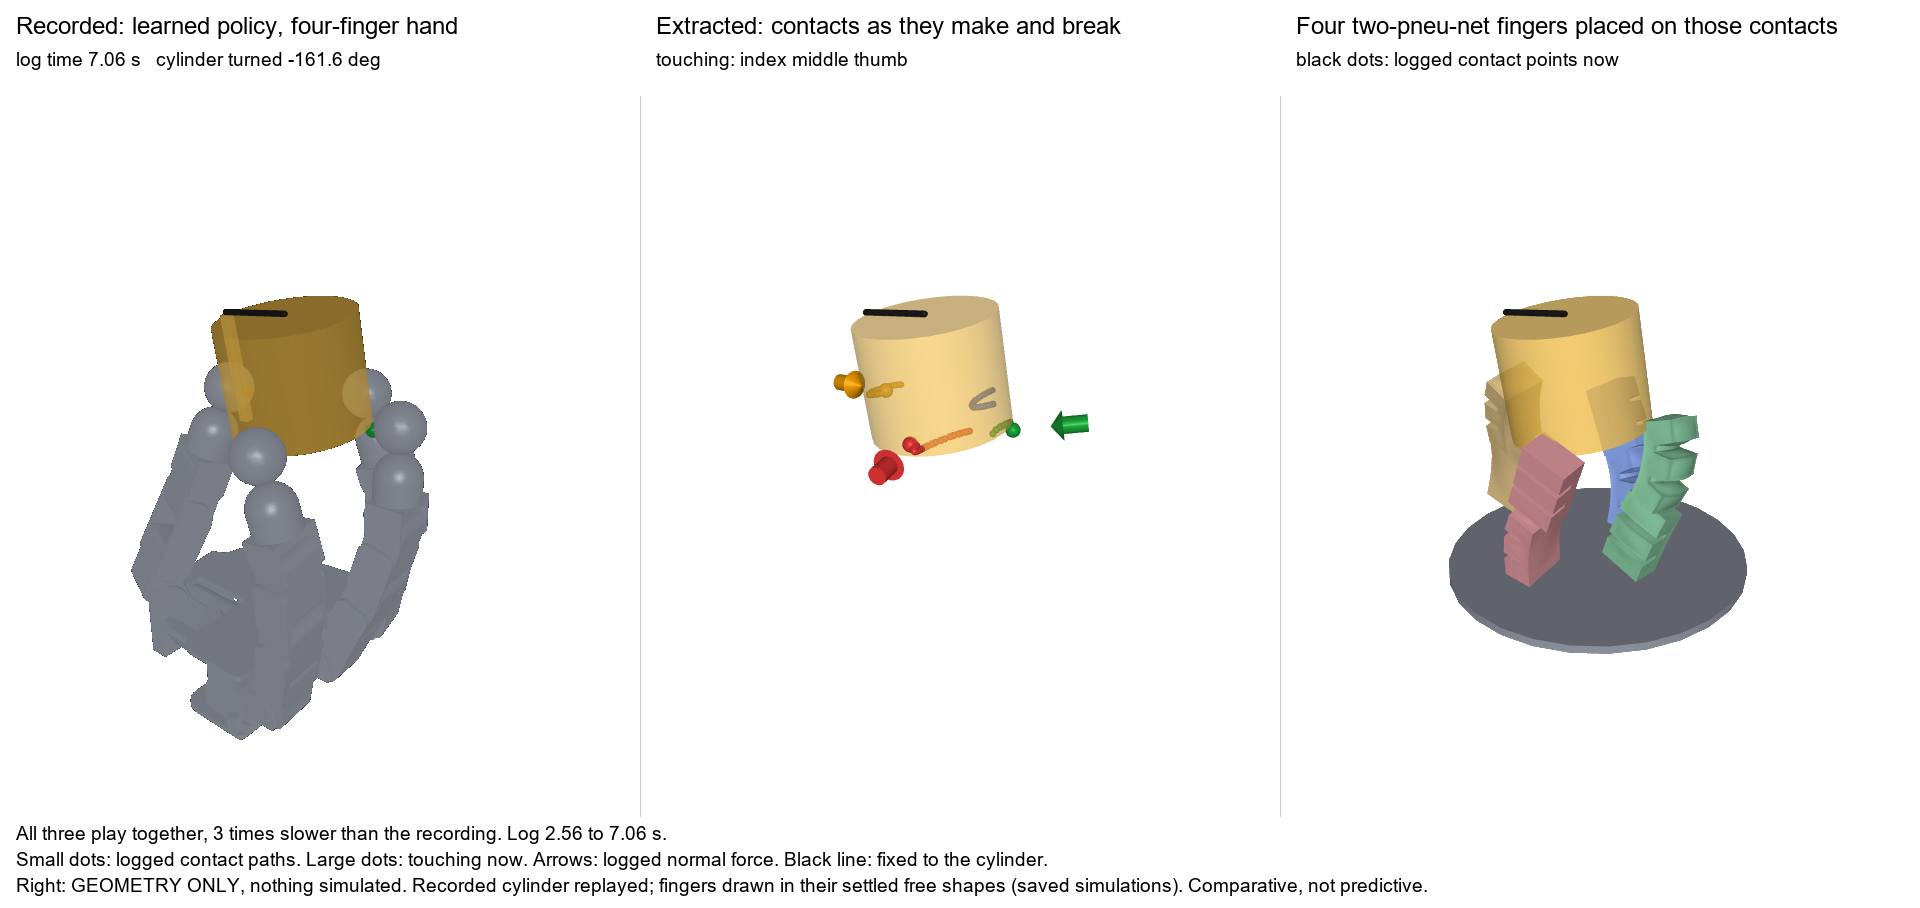 Recorded: learned policy, four-finger hand
log time 7.06 s   cylinder turned -161.6 deg
Extracted: contacts as they make and break
touching: index middle thumb
Four two-pneu-net fingers placed on those contacts
black dots: logged contact points now
All three play together, 3 times slower than the recording. Log 2.56 to 7.06 s.
Small dots: logged contact paths. Large dots: touching now. Arrows: logged normal force. Black line: fixed to the cylinder.
Right: GEOMETRY ONLY, nothing simulated. Recorded cylinder replayed; fingers drawn in their settled free shapes (saved simulations). Comparative, not predictive.